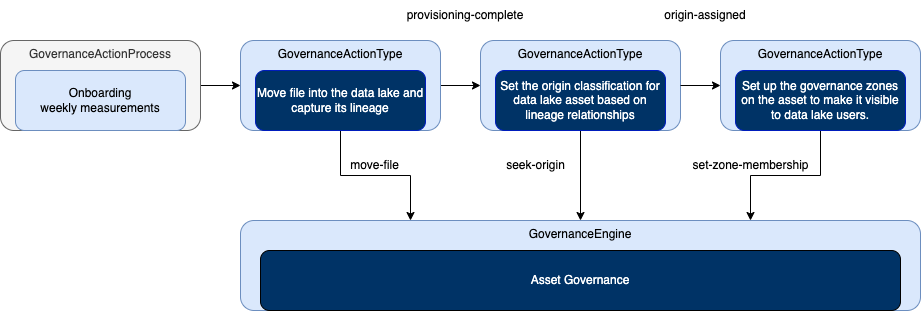 provisioning-complete
origin-assigned
GovernanceActionProcess
Onboarding
weekly measurements
GovernanceActionType
Move file into the data lake and
capture its lineage
GovernanceActionType
Set the origin classification for
data lake asset based on
lineage relationships
GovernanceActionType
Set up the governance zones
on the asset to make it visible
to data lake users.
move-file
seek-origin
set-zone-membership
GovernanceEngine
Asset Governance